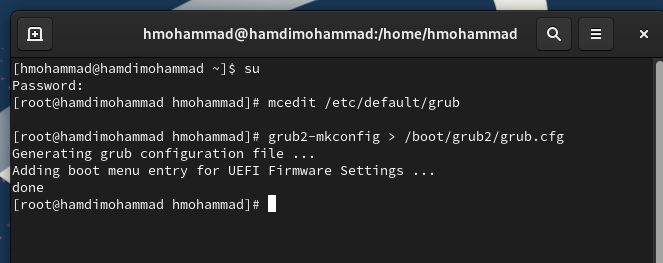 hmohammad@hamdimohammad:/home/hmohammad
[hmohammad@hamdimohammad ~]$ su
Password:
[root@hamdimohammad hmohammad]# mcedit /etc/default/grub
[root@hamdimohammad hmohammad]# grub2-mkconfig > /boot/grub2/grub.cfg
Generating grub configuration file ...
Adding boot menu entry for UEFI Firmware Settings ...
done
[root@hamdimohammad hmohammad]#